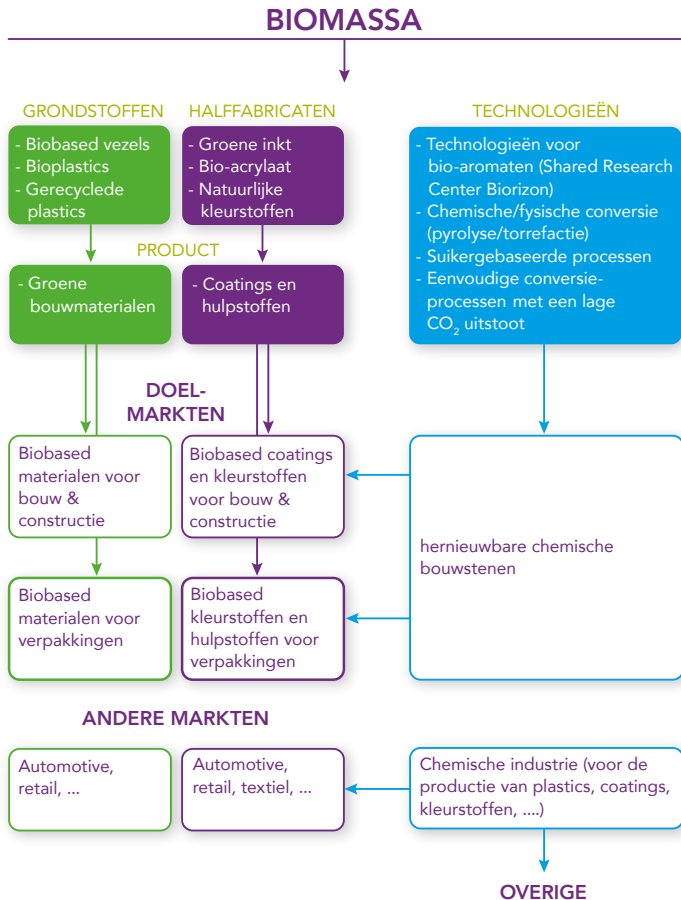 BIOMASSA
GRONDSTOFFEN
- Biobased vezels
- Bioplastics
- Gerecyclede
plastics
HALFFABRICATEN
- Groene inkt
- Bio-acrylaat
- Natuurlijke
kleurstoffen
TECHNOLOGIEËN
- Technologieën voor
bio-aromaten (Shared Research
Center Biorizon)
- Chemische/fysische conversie
(pyrolyse/torrefactie)
- Suikergebaseerde processen
- Eenvoudige conversie-
processen met een lage
CO₂ uitstoot
PRODUCT
- Groene
bouwmaterialen
- Coatings en
hulpstoffen
DOEL-
MARKTEN
Biobased
materialen voor
bouw &
constructie
Biobased coatings
en kleurstoffen
voor bouw &
constructie
hernieuwbare chemische
bouwstenen
Biobased
materialen voor
verpakkingen
Biobased
kleurstoffen en
hulpstoffen voor
verpakkingen
ANDERE MARKTEN
Automotive,
retail, ...
Automotive,
retail, textiel, ...
Chemische industrie (voor de
productie van plastics, coatings,
kleurstoffen, ....)
OVERIGE